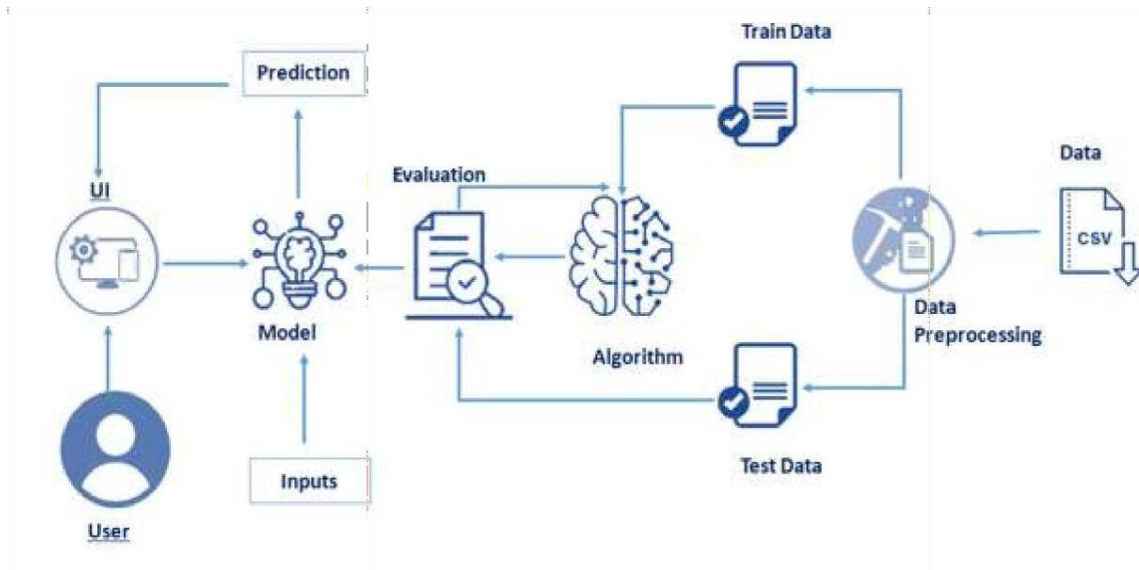 Train Data
Prediction
Data
Evaluation
UI
CSV
Data
Preprocessing
Model
Algorithm
Test Data
Inputs
User